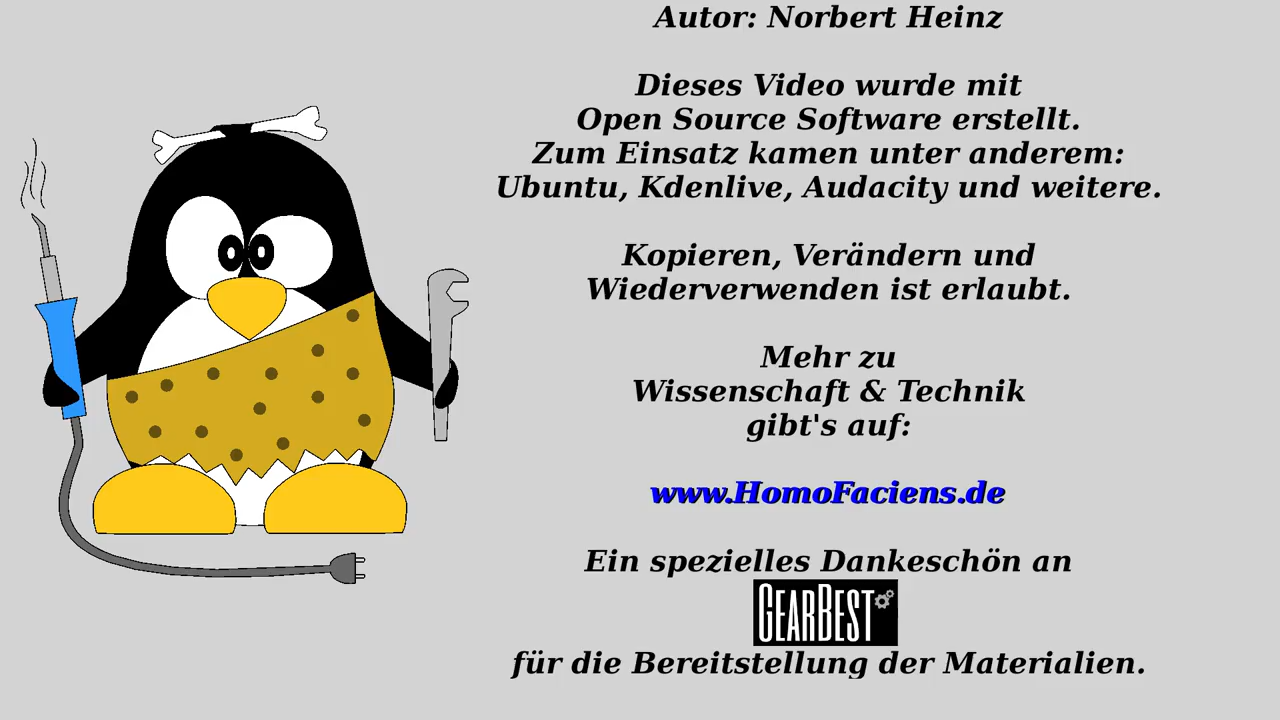 Autor: Norbert Heinz
Dieses Video wurde mit
Open Source Software erstellt.
Zum Einsatz kamen unter anderem:
Ubuntu, Kdenlive, Audacity und weitere.
Kopieren, Verändern und
Wiederverwenden ist erlaubt.
Mehr zu
Wissenschaft & Technik
gibt's auf:
www.HomoFaciens.de
Ein spezielles Dankeschön an
GEARBEST
für die Bereitstellung der Materialien.